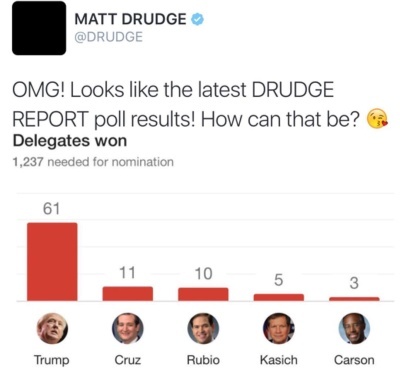 MATT DRUDGE
@DRUDGE
OMG! Looks like the latest DRUDGE
REPORT poll results! How can that be? 😘
Delegates won
1,237 needed for nomination
61
11
10
5
3
Trump
Cruz
Rubio
Kasich
Carson